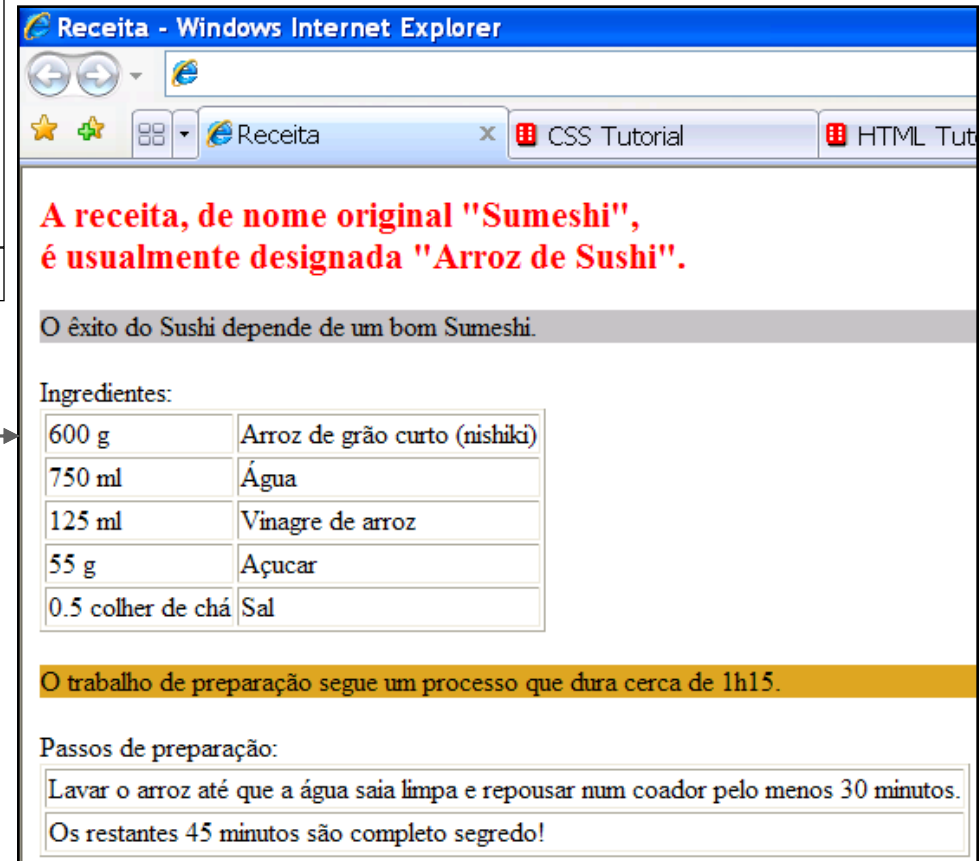 Receita - Windows Internet Explorer
Receita x CSS Tutorial HTML Tut
A receita, de nome original "Sumeshi",
é usualmente designada "Arroz de Sushi".
O êxito do Sushi depende de um bom Sumeshi.
Ingredientes:
600 g Arroz de grão curto (nishiki)
750 ml Água
125 ml Vinagre de arroz
55 g Açucar
0.5 colher de chá Sal
O trabalho de preparação segue um processo que dura cerca de 1h15.
Passos de preparação:
Lavar o arroz até que a água saia limpa e repousar num coador pelo menos 30 minutos.
Os restantes 45 minutos são completo segredo!